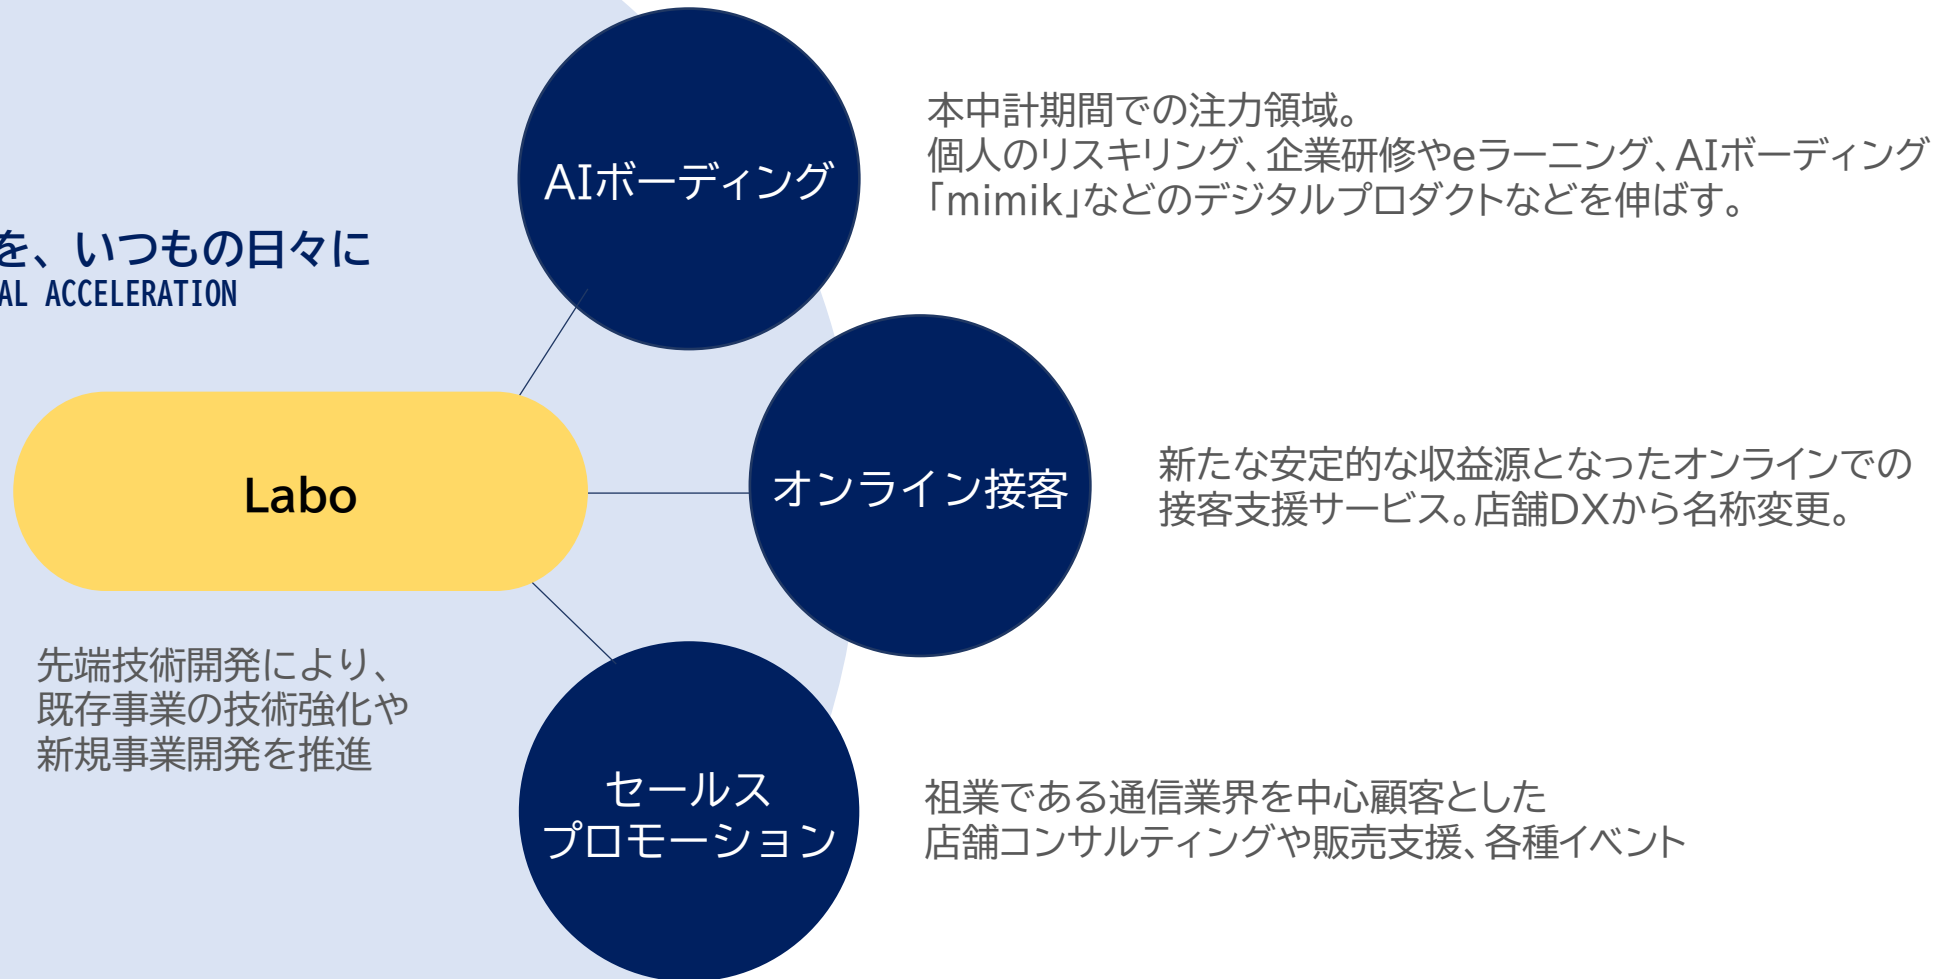 AIボーディング
本中計期間での注力領域。
個人のリスキリング、企業研修やeラーニング、AIボーディング
「mimik」などのデジタルプロダクトなどを伸ばす。
を、いつもの日々に
AL ACCELERATION
Labo
オンライン接客
新たな安定的な収益源となったオンラインでの
接客支援サービス。店舗DXから名称変更。
先端技術開発により、
既存事業の技術強化や
新規事業開発を推進
セールス
プロモーション
祖業である通信業界を中心顧客とした
店舗コンサルティングや販売支援、各種イベント